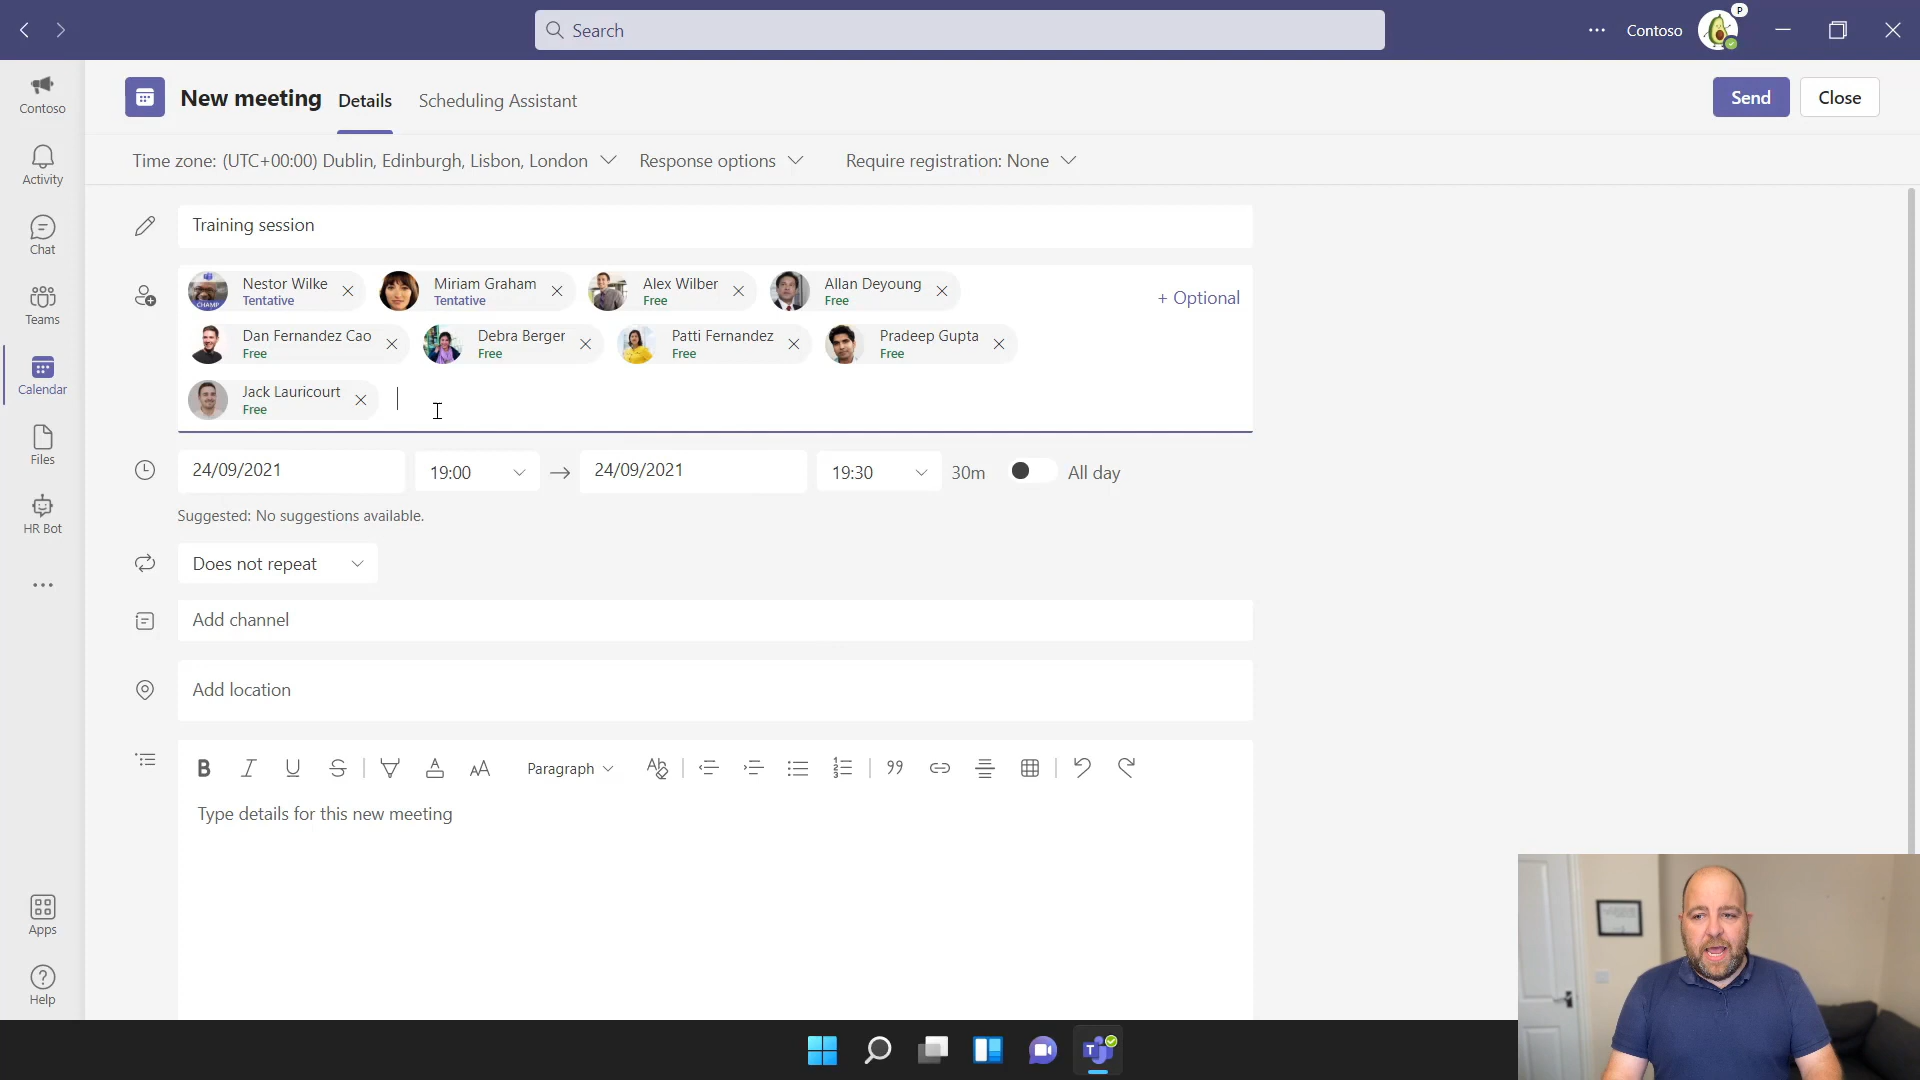 Search
Contoso
P
Contoso
New meeting
Details
Scheduling Assistant
Send
Close
Time zone: (UTC+00:00) Dublin, Edinburgh, Lisbon, London
Response options
Require registration: None
Activity
Chat
Teams
Calendar
Files
HR Bot
Apps
Help
Training session
Nestor Wilke
Tentative
CHAMP
Miriam Graham
Tentative
Alex Wilber
Free
Allan Deyoung
Free
+ Optional
Dan Fernandez Cao
Free
Debra Berger
Free
Patti Fernandez
Free
Pradeep Gupta
Free
Jack Lauricourt
Free
24/09/2021
19:00
24/09/2021
19:30
30m
All day
Suggested: No suggestions available.
Does not repeat
Add channel
Add location
B
Paragraph
Type details for this new meeting